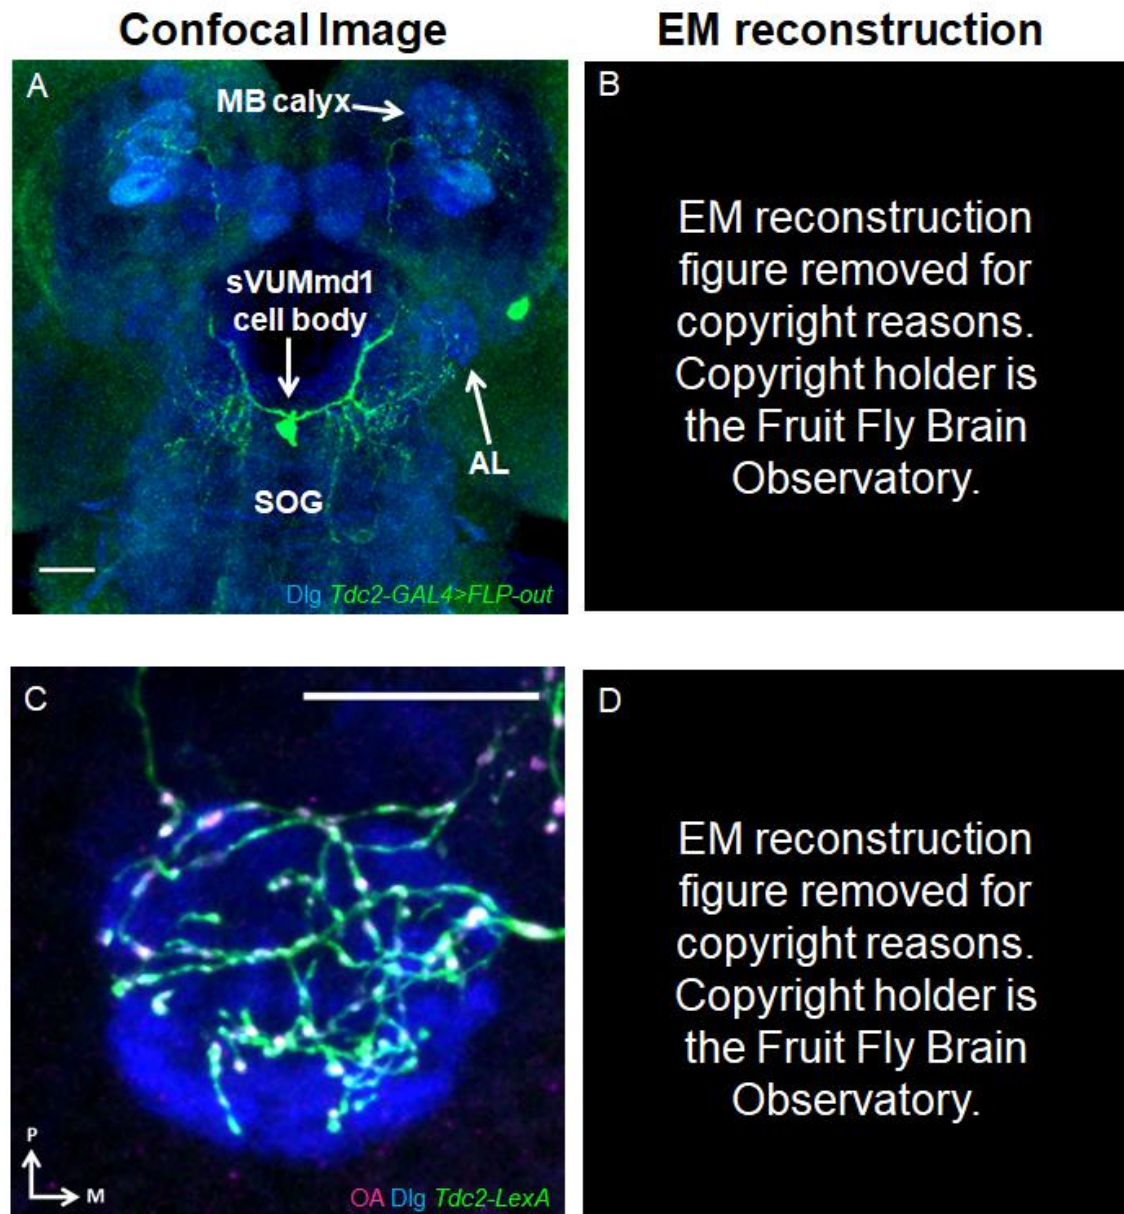 Confocal Image
EM reconstruction
A
MB calyx
sVUMmd1
cell body
AL
SOG
Dlg Tdc2-GAL4>FLP-out
B
EM reconstruction
figure removed for
copyright reasons.
Copyright holder is
the Fruit Fly Brain
Observatory.
C
P
M
OA Dlg Tdc2-LexA
D
EM reconstruction
figure removed for
copyright reasons.
Copyright holder is
the Fruit Fly Brain
Observatory.